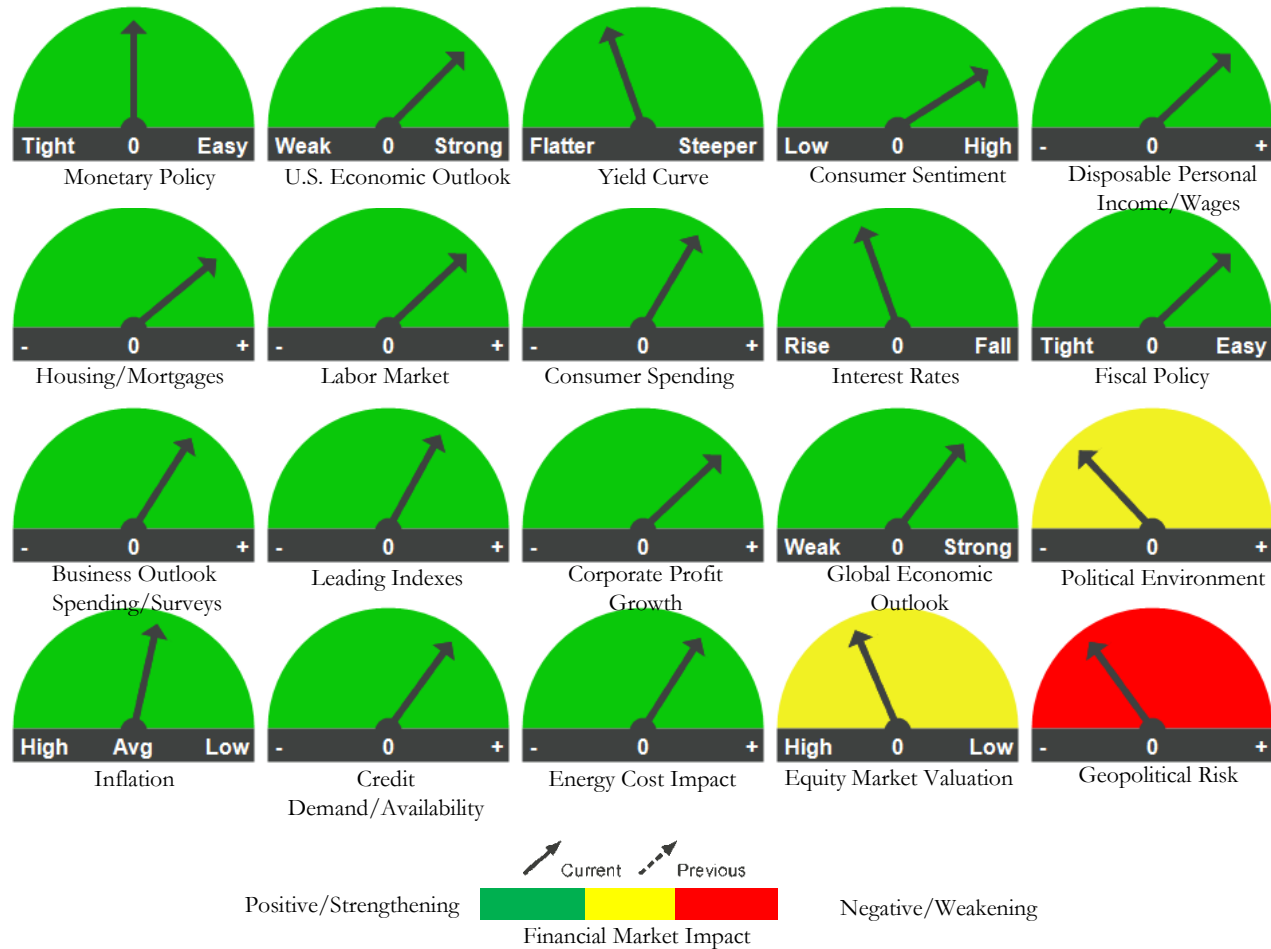 Tight 0 Easy
Weak 0 Strong
Flatter Steeper
Low 0 High
- 0 +
Monetary Policy
U.S. Economic Outlook
Yield Curve
Consumer Sentiment
Disposable Personal
Income/Wages
- 0 +
- 0 +
- 0 +
Rise 0 Fall
Tight 0 Easy
Housing/Mortgages
Labor Market
Consumer Spending
Interest Rates
Fiscal Policy
- 0 +
- 0 +
- 0 +
Weak 0 Strong
- 0 +
Business Outlook
Spending/Surveys
Leading Indexes
Corporate Profit
Growth
Global Economic
Outlook
Political Environment
High Avg Low
- 0 +
- 0 +
High 0 Low
- 0 +
Inflation
Credit
Demand/Availability
Energy Cost Impact
Equity Market Valuation
Geopolitical Risk
Current Previous
Positive/Strengthening
Negative/Weakening
Financial Market Impact